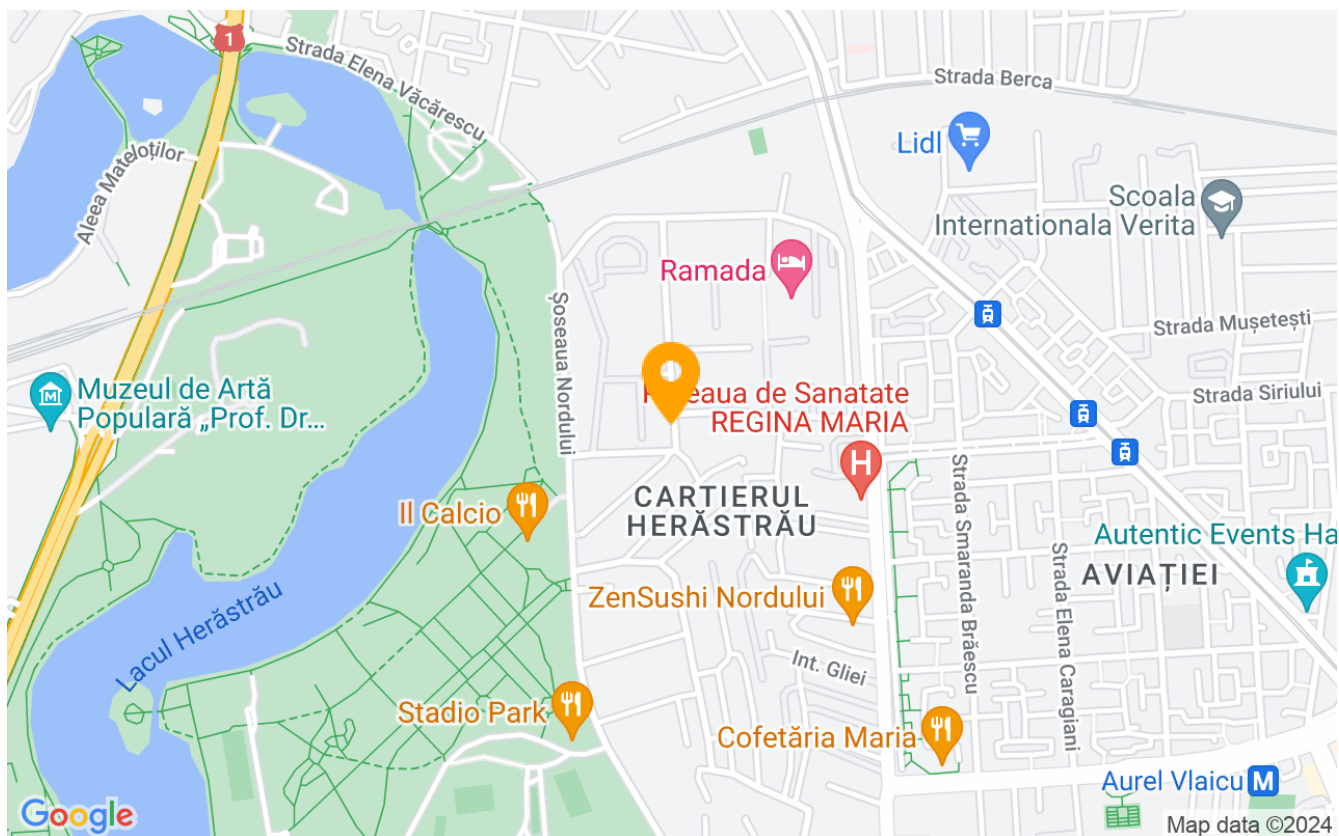 1
Strada Elena Văcărescu
Strada Berca
Lidl
Aleea Mateloților
Scoala
Internationala Verita
Ramada
Șoseaua Nordului
Strada Mușetești
Muzeul de Artă
Populară „Prof. Dr...
de Sanatate
REGINA MARIA
H
Strada Siriului
CARTIERUL
HERĂSTRĂU
Il Calcio
Strada Smaranda Brăescu
Strada Elena Caragiani
Autentic Events Ha
AVIAȚIEI
ZenSushi Nordului
Lacul Herăstrău
Int. Gliei
Stadio Park
Cofetăria Maria
Aurel Vlaicu M
Google
Map data ©2024